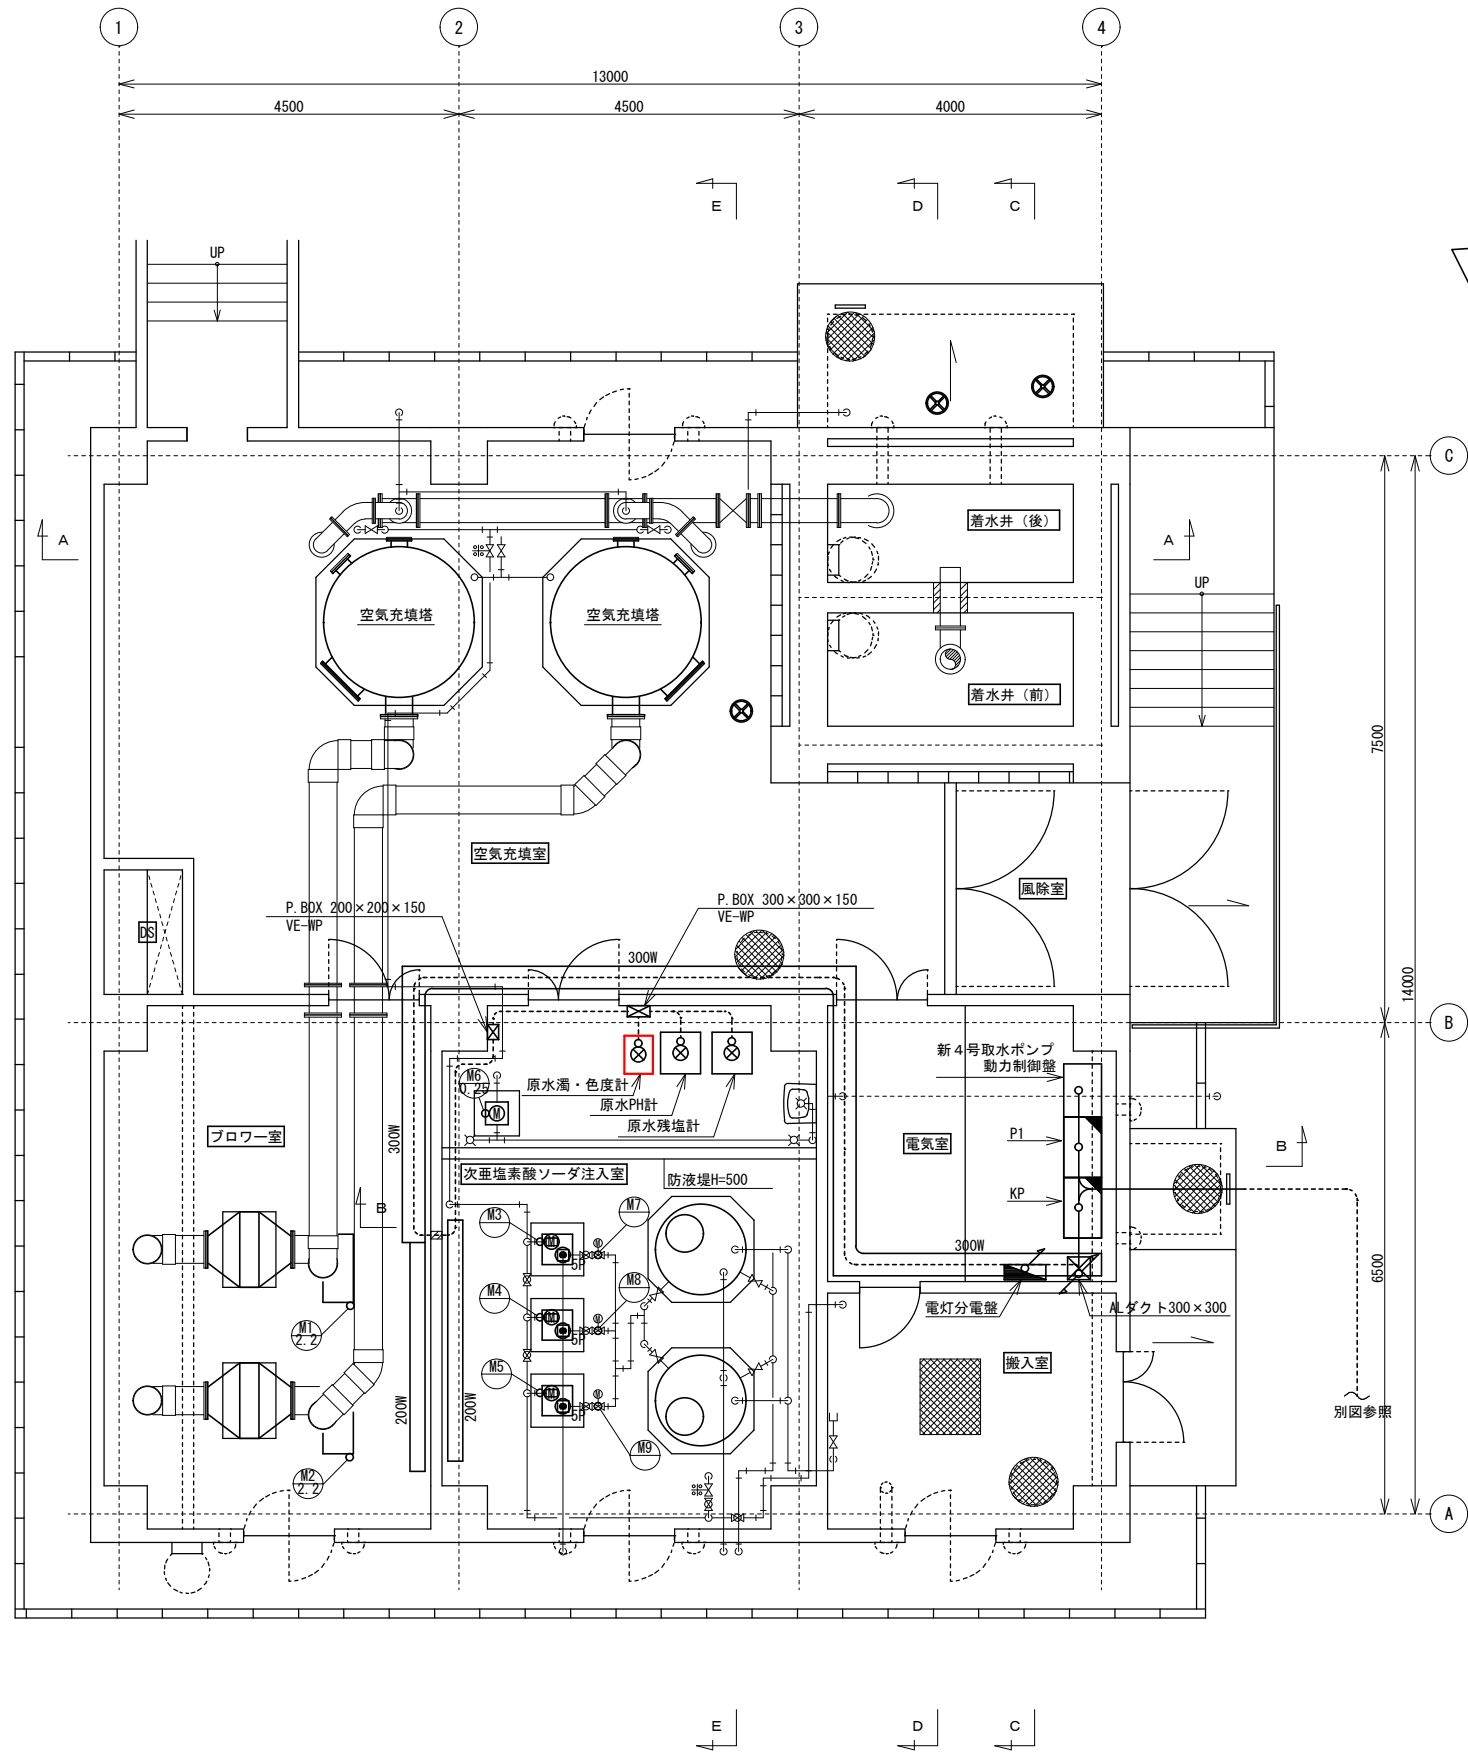 1
2
3
4
13000
4500
4500
4000
E
D
C
UP
C
着水井（後）
A
A
UP
空気充填塔
空気充填塔
着水井（前）
7500
空気充填室
風除室
P.BOX 200×200×150
VE-WP
P.BOX 300×300×150
VE-WP
DS
300W
14000
B
新４号取水ポンプ
動力制御盤
M6
0.25
原水濁・色度計
原水PH計
原水残塩計
ブロワー室
300W
電気室
P1
B
次亜塩素酸ソーダ注入室
防液堤H=500
KP
B
M3
M7
5P
300W
6500
M4
M8
5P
電灯分電盤
ALダクト300×300
M1
2.2
搬入室
M5
5P
200W
200W
別図参照
M9
M2
2.2
A
E
D
C
M
M
M
M